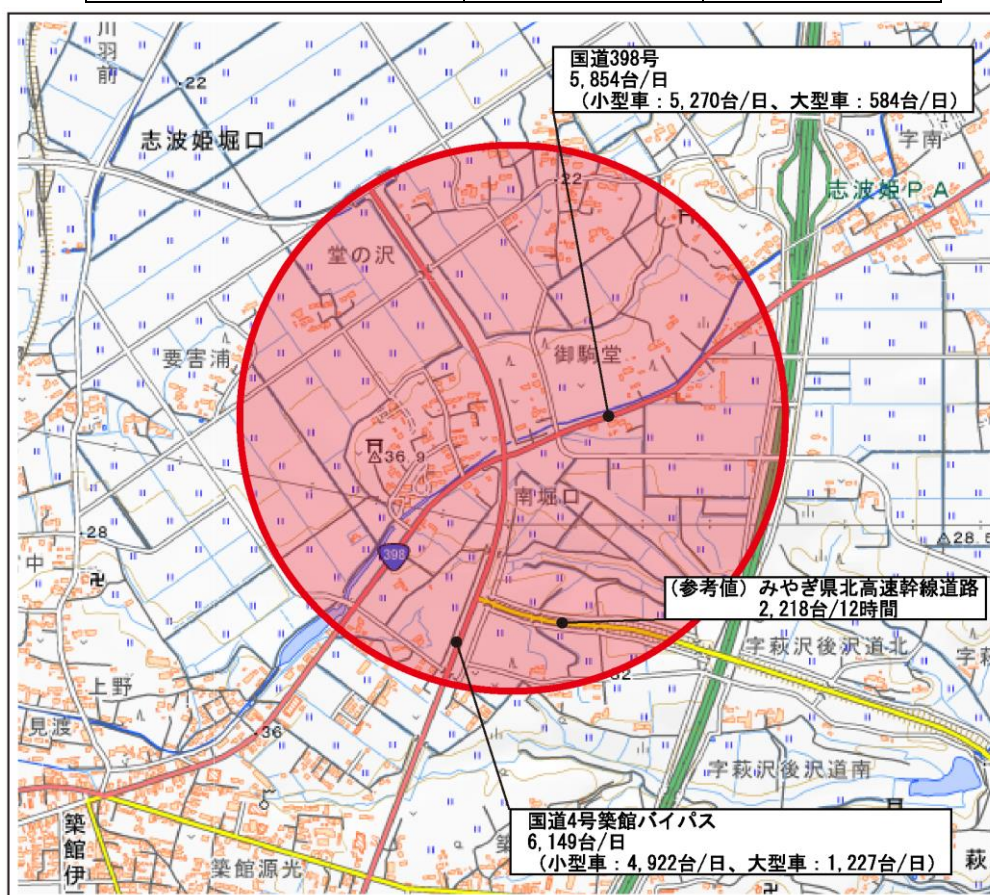 国道398号
5,854台/日
（小型車：5,270台/日、大型車：584台/日）
川羽前
22
志波姫堀口
字南
志波姫PA
22
堂の沢
要害浦
御駒堂
36.9
南堀口
28
398
28.5
中
（参考値）みやぎ県北高速幹線道路
2,218台/12時間
字萩沢後沢道北
上野
見渡
36
字萩沢後沢道南
国道4号築館バイパス
6,149台/日
（小型車：4,922台/日、大型車：1,227台/日）
築館伊
築館源光
萩